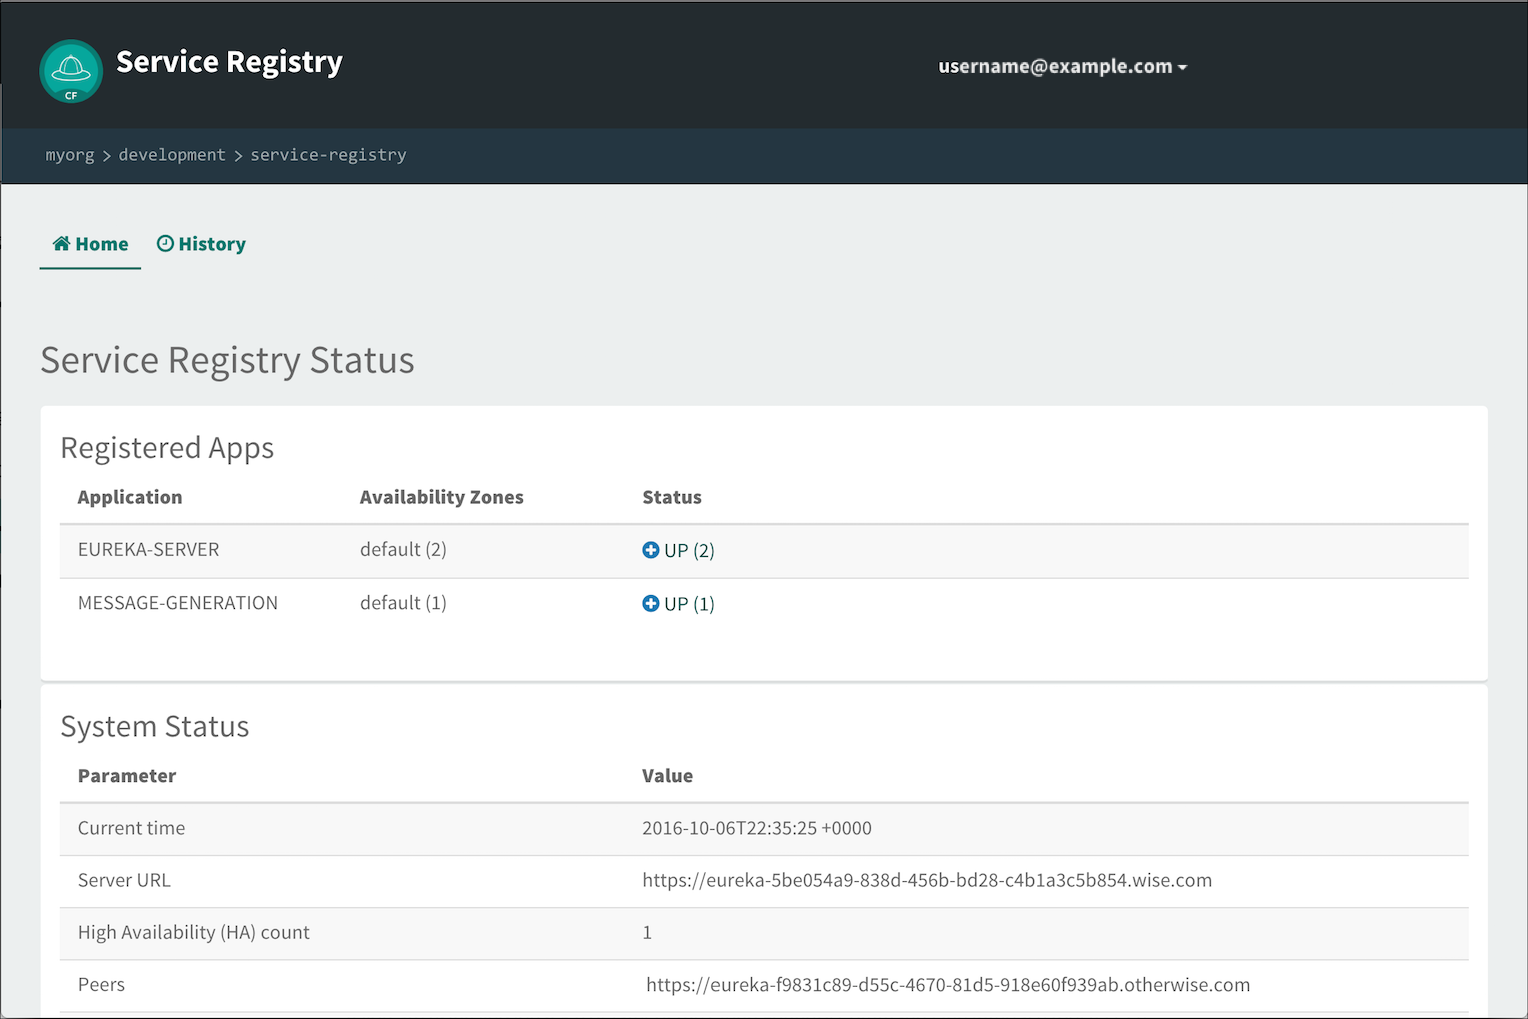 CF
Service Registry
username@example.com
myorg > development > service-registry
Home History
Service Registry Status
Registered Apps
Application Availability Zones Status
EUREKA-SERVER default (2) UP (2)
MESSAGE-GENERATION default (1) UP (1)
System Status
Parameter Value
Current time 2016-10-06T22:35:25 +0000
Server URL https://eureka-5be054a9-838d-456b-bd28-c4b1a3c5b854.wise.com
High Availability (HA) count 1
Peers https://eureka-f9831c89-d55c-4670-81d5-918e60f939ab.otherwise.com